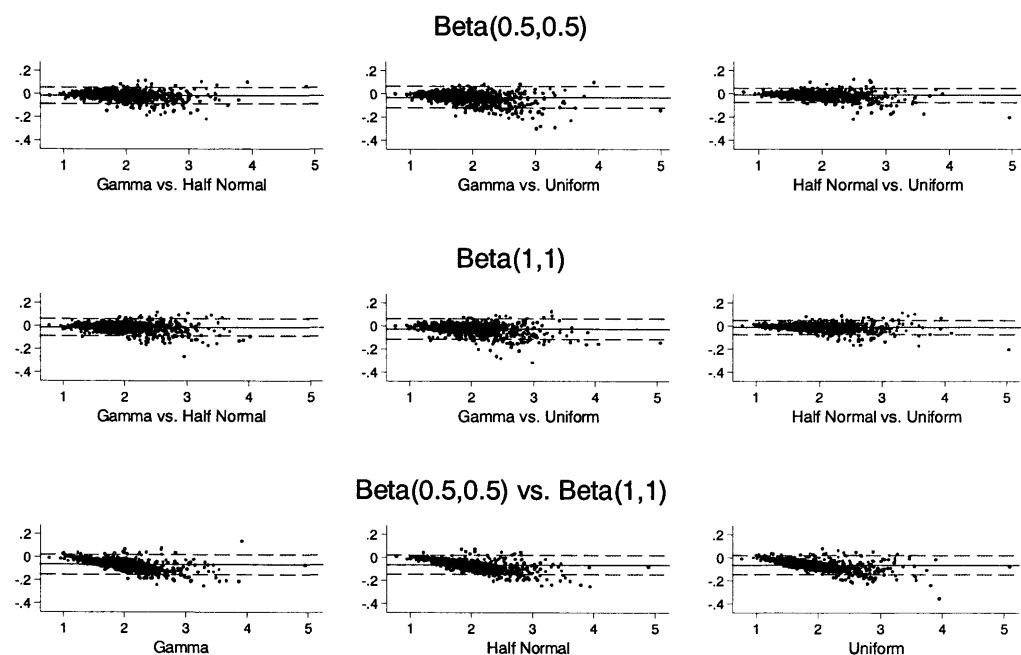 Beta(0.5,0.5)
.2 .2 .2
0 0 0
-.2 -.2 -.2
-.4 -.4 -.4
1 2 3 4 5 1 2 3 4 5 1 2 3 4 5
Gamma vs. Half Normal Gamma vs. Uniform Half Normal vs. Uniform
Beta(1,1)
.2 .2 .2
0 0 0
-.2 -.2 -.2
-.4 -.4 -.4
1 2 3 4 5 1 2 3 4 5 1 2 3 4 5
Gamma vs. Half Normal Gamma vs. Uniform Half Normal vs. Uniform
Beta(0.5,0.5) vs. Beta(1,1)
.2 .2 .2
0 0 0
-.2 -.2 -.2
-.4 -.4 -.4
1 2 3 4 5 1 2 3 4 5 1 2 3 4 5
Gamma Half Normal Uniform